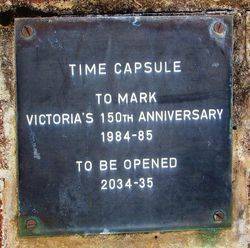 TIME CAPSULE
TO MARK
VICTORIA'S 150TH ANNIVERSARY
1984-85
TO BE OPENED
2034-35